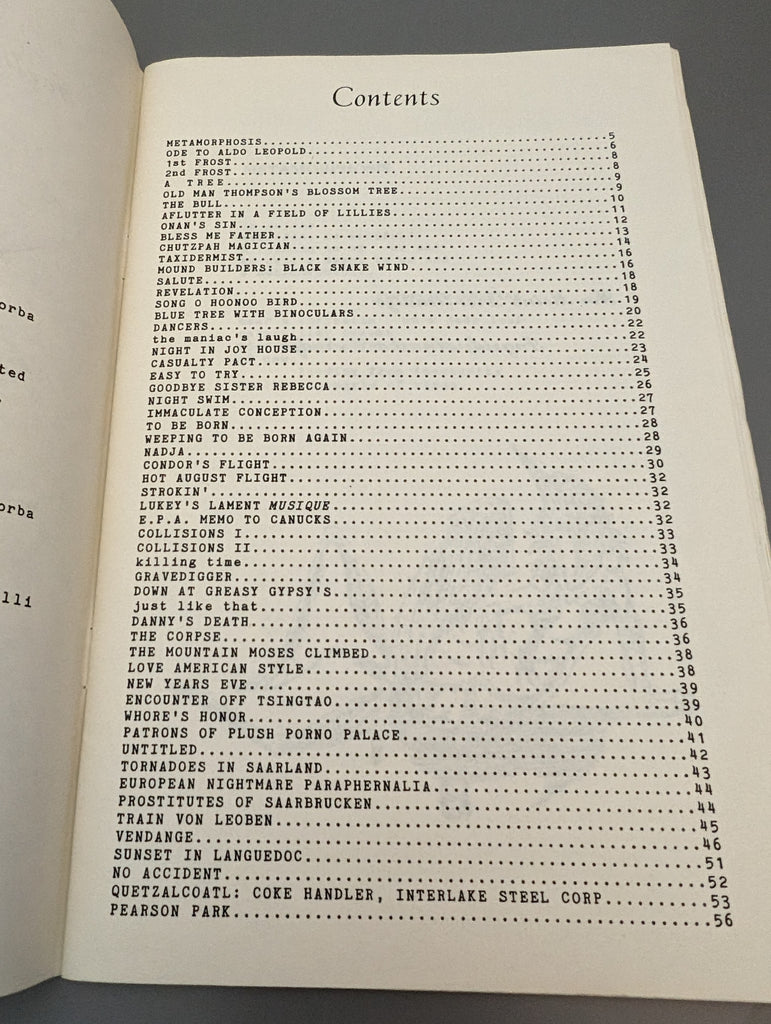 orba
ted
orba
lli
Contents
METAMORPHOSIS...............................................5
ODE TO ALDO LEOPOLD.........................................6
1st FROST...................................................8
2nd FROST...................................................8
A TREE......................................................9
OLD MAN THOMPSON'S BLOSSOM TREE.............................9
THE BULL...................................................10
AFLUTTER IN A FIELD OF LILLIES.............................11
ONAN'S SIN.................................................12
BLESS ME FATHER............................................13
CHUTZPAH MAGICIAN..........................................14
TAXIDERMIST................................................16
MOUND BUILDERS: BLACK SNAKE WIND...........................16
SALUTE.....................................................18
REVELATION.................................................18
SONG O HOONOO BIRD.........................................19
BLUE TREE WITH BINOCULARS..................................20
DANCERS....................................................22
the maniac's laugh.........................................22
NIGHT IN JOY HOUSE.........................................23
CASUALTY PACT..............................................24
EASY TO TRY................................................25
GOODBYE SISTER REBECCA.....................................26
NIGHT SWIM.................................................27
IMMACULATE CONCEPTION......................................27
TO BE BORN.................................................28
WEEPING TO BE BORN AGAIN...................................28
NADJA......................................................29
CONDOR'S FLIGHT............................................30
HOT AUGUST FLIGHT..........................................32
STROKIN'...................................................32
LUKEY'S LAMENT MUSIQUE.....................................32
E.P.A. MEMO TO CANUCKS.....................................32
COLLISIONS I...............................................33
COLLISIONS II..............................................33
killing time...............................................34
GRAVEDIGGER................................................34
DOWN AT GREASY GYPSY'S.....................................35
just like that.............................................35
DANNY'S DEATH..............................................36
THE CORPSE.................................................36
THE MOUNTAIN MOSES CLIMBED.................................38
LOVE AMERICAN STYLE........................................38
NEW YEARS EVE..............................................39
ENCOUNTER OFF TSINGTAO.....................................39
WHORE'S HONOR..............................................40
PATRONS OF PLUSH PORNO PALACE..............................41
UNTITLED...................................................42
TORNADOES IN SAARLAND......................................43
EUROPEAN NIGHTMARE PARAPHERNALIA...........................44
PROSTITUTES OF SAARBRUCKEN.................................44
TRAIN VON LEOBEN...........................................45
VENDANGE...................................................46
SUNSET IN LANGUEDOC........................................51
NO ACCIDENT................................................52
QUETZALCOATL: COKE HANDLER, INTERLAKE STEEL CORP...........53
PEARSON PARK...............................................56